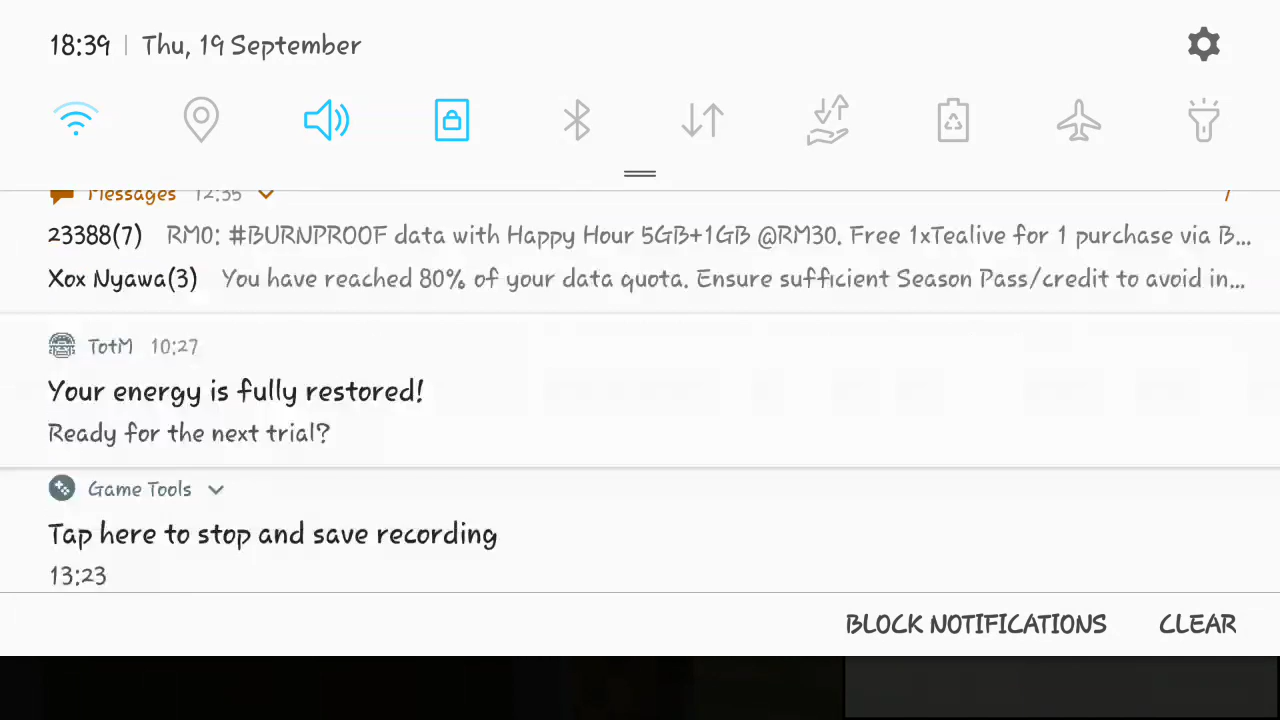 18:39 | Thu, 19 September
Messages 12:35
23388(7) RM0: #BURNPROOF data with Happy Hour 5GB+1GB @RM30. Free 1xTealive for 1 purchase via B...
Xox Nyawa(3) You have reached 80% of your data quota. Ensure sufficient Season Pass/credit to avoid in...
TotM 10:27
Your energy is fully restored!
Ready for the next trial?
Game Tools
Tap here to stop and save recording
13:23
BLOCK NOTIFICATIONS CLEAR